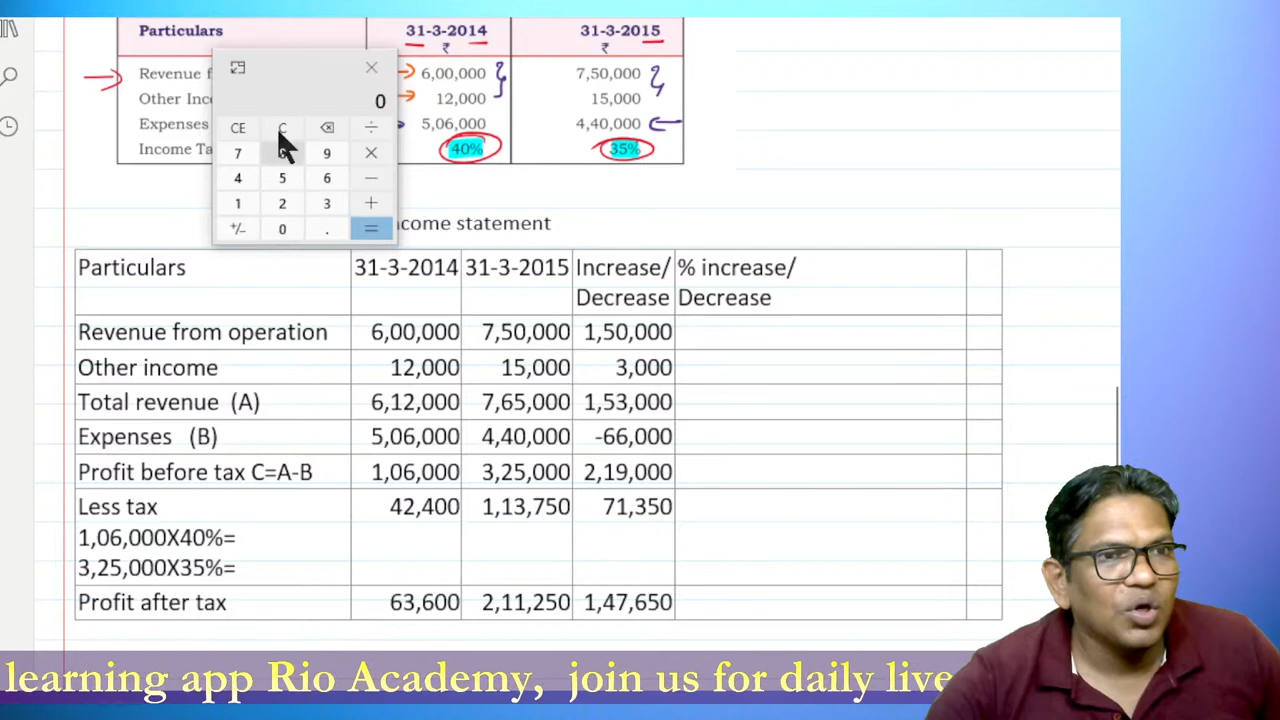 Particulars 31-3-2014 31-3-2015
₹ ₹
Revenue f 6,00,000 7,50,000
Other Inc 12,000 15,000
Expenses 5,06,000 4,40,000
Income Ta 40% 35%
0
CE C ⌫ ÷
7 9 ×
4 5 6 −
1 2 3 +
+/- 0 . =
ncome statement
Particulars 31-3-2014 31-3-2015 Increase/ % increase/
Decrease Decrease
Revenue from operation 6,00,000 7,50,000 1,50,000
Other income 12,000 15,000 3,000
Total revenue (A) 6,12,000 7,65,000 1,53,000
Expenses (B) 5,06,000 4,40,000 -66,000
Profit before tax C=A-B 1,06,000 3,25,000 2,19,000
Less tax 42,400 1,13,750 71,350
1,06,000X40%=
3,25,000X35%=
Profit after tax 63,600 2,11,250 1,47,650
learning app Rio Academy, join us for daily live